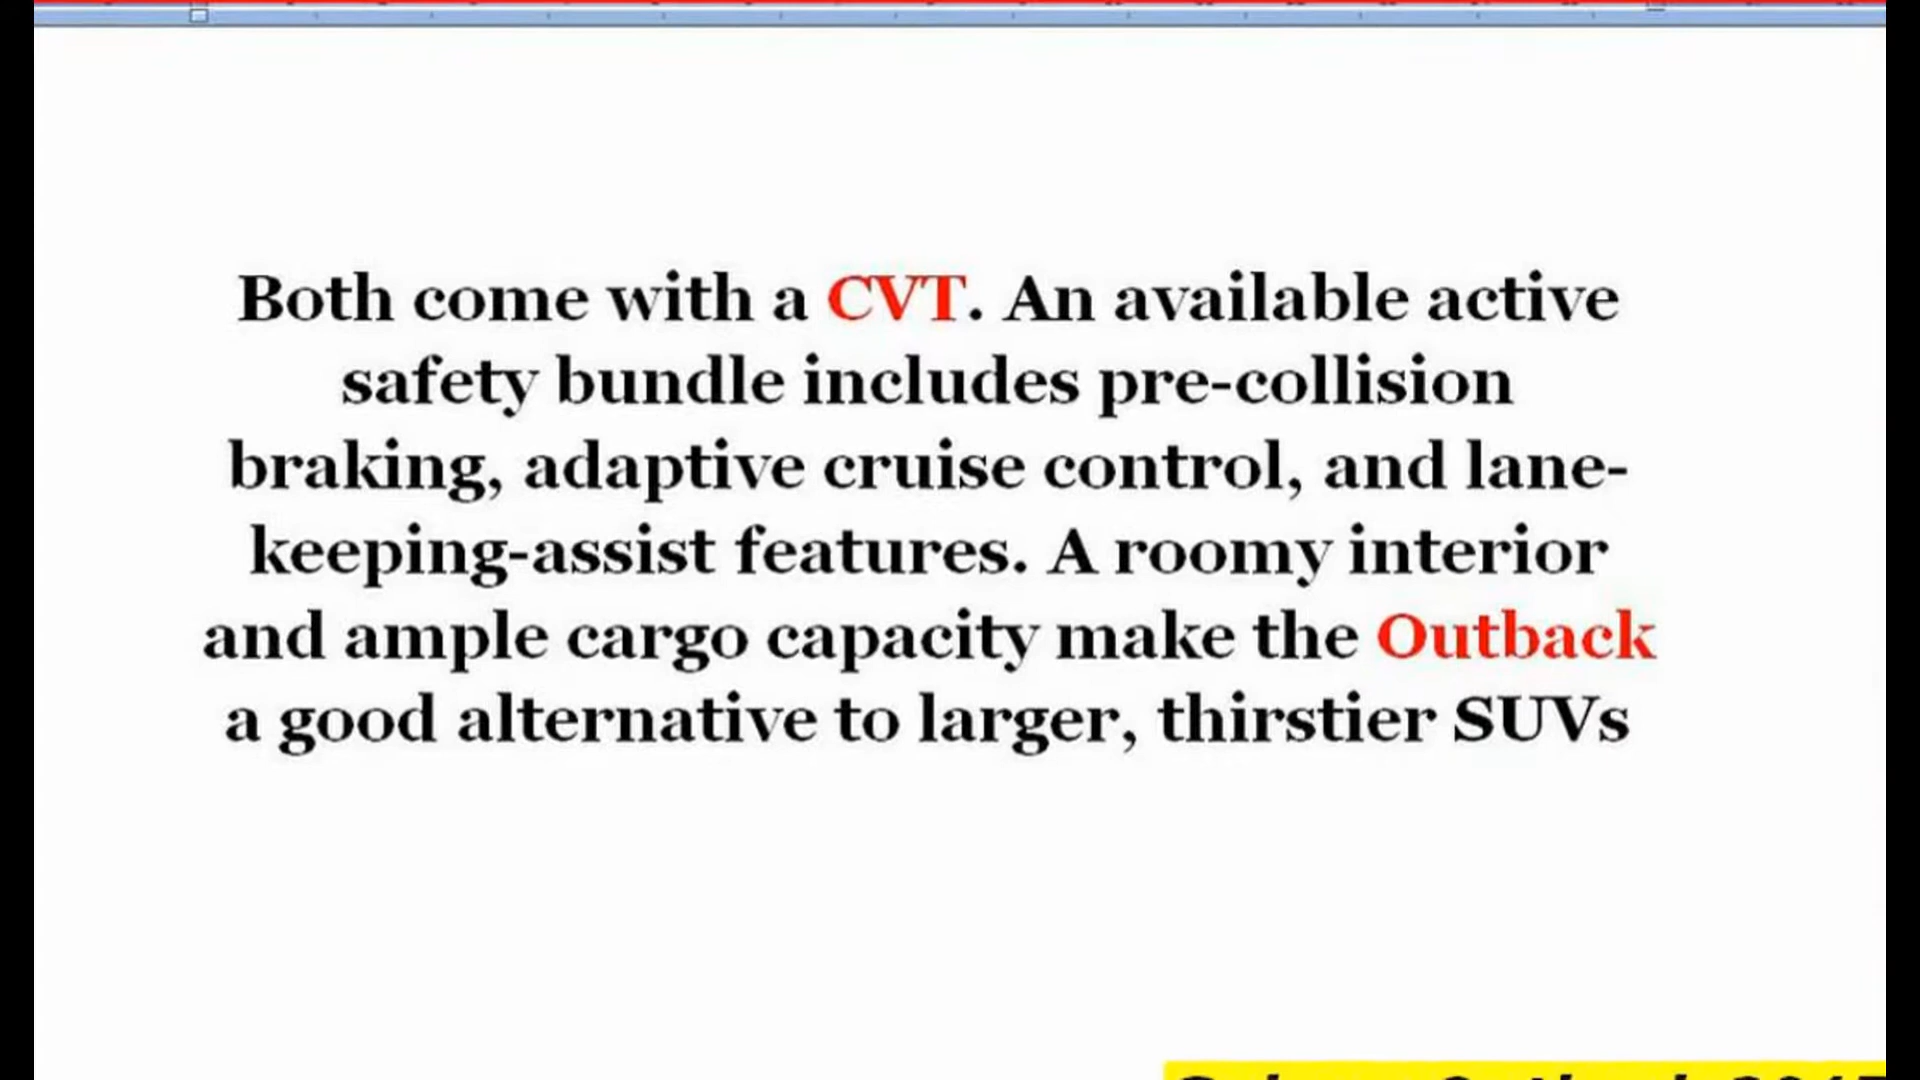 Both come with a CVT. An available active
safety bundle includes pre-collision
braking, adaptive cruise control, and lane-
keeping-assist features. A roomy interior
and ample cargo capacity make the Outback
a good alternative to larger, thirstier SUVs